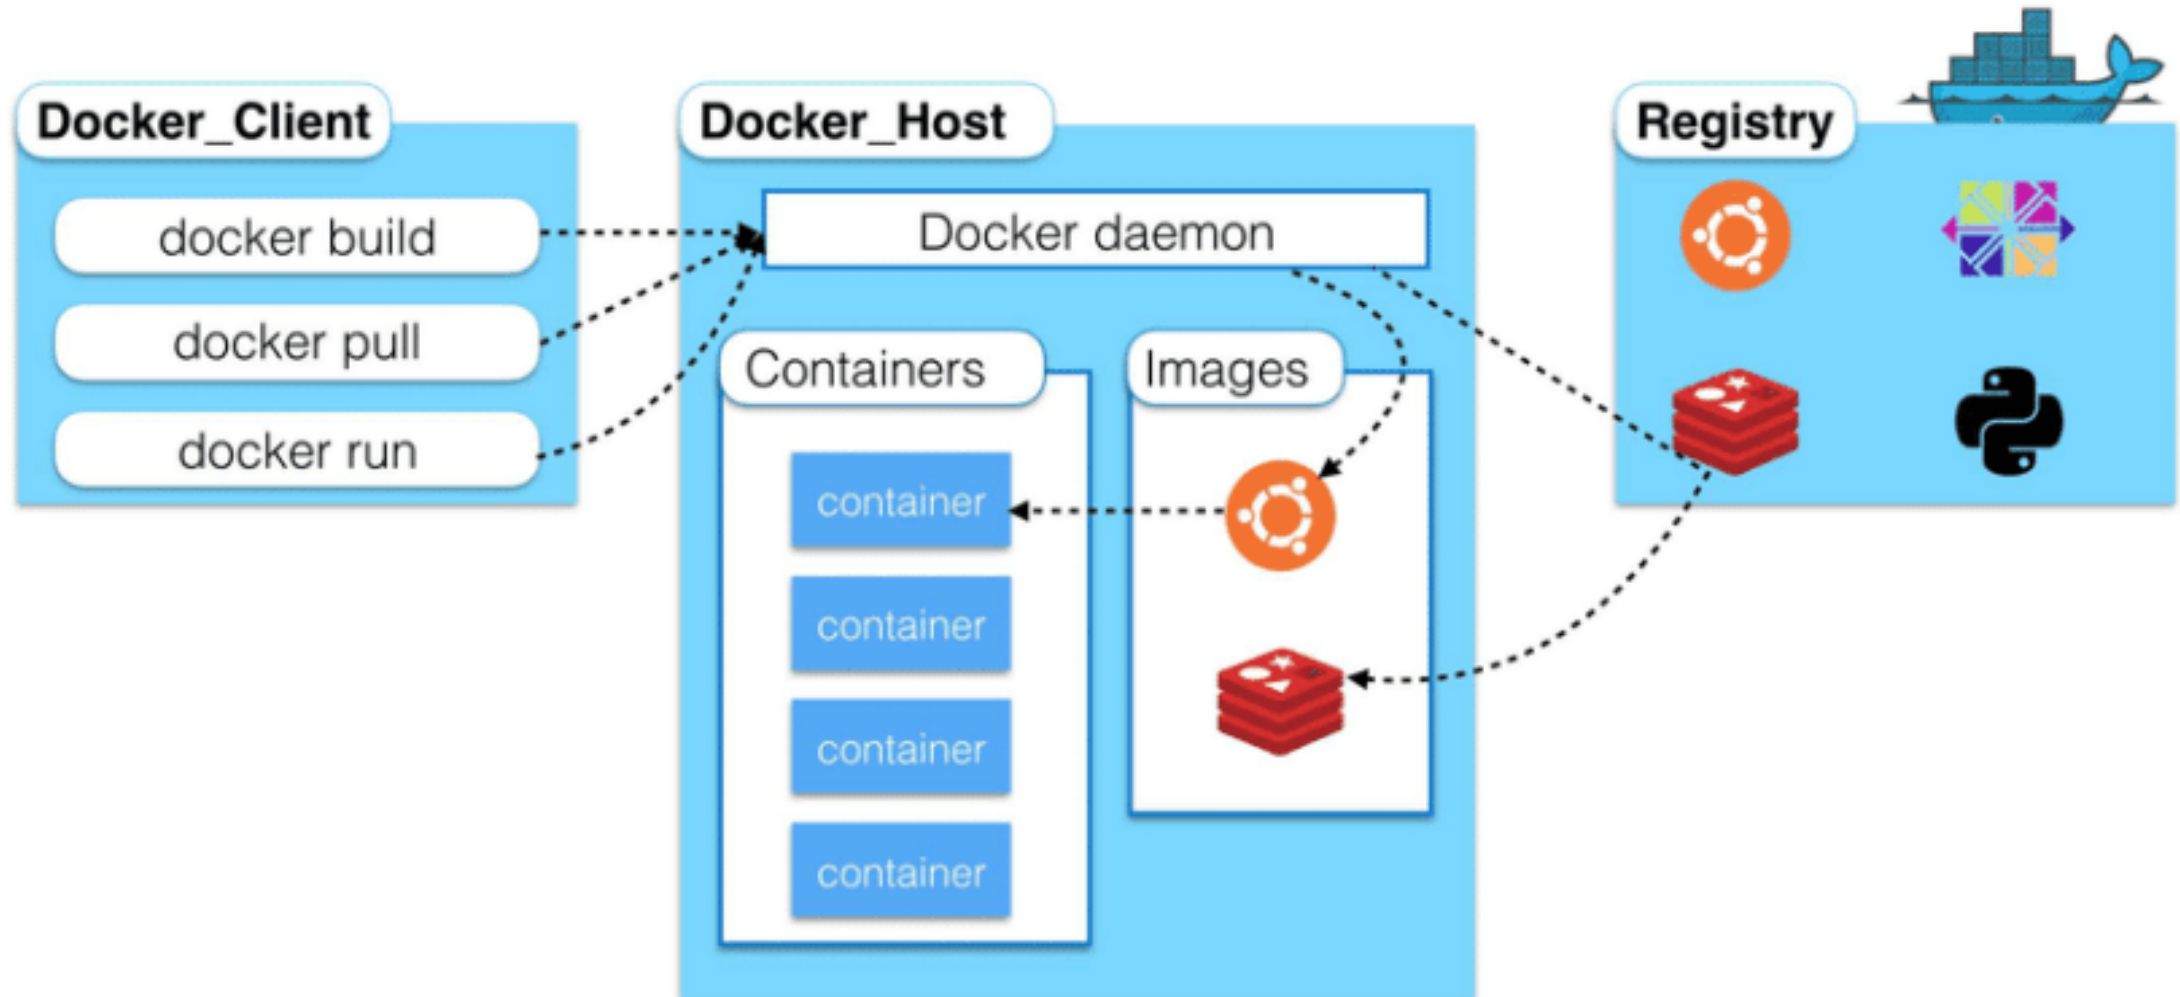 Docker_Client
docker build
docker pull
docker run
Docker_Host
Docker daemon
Containers
container
container
container
container
Images
Registry